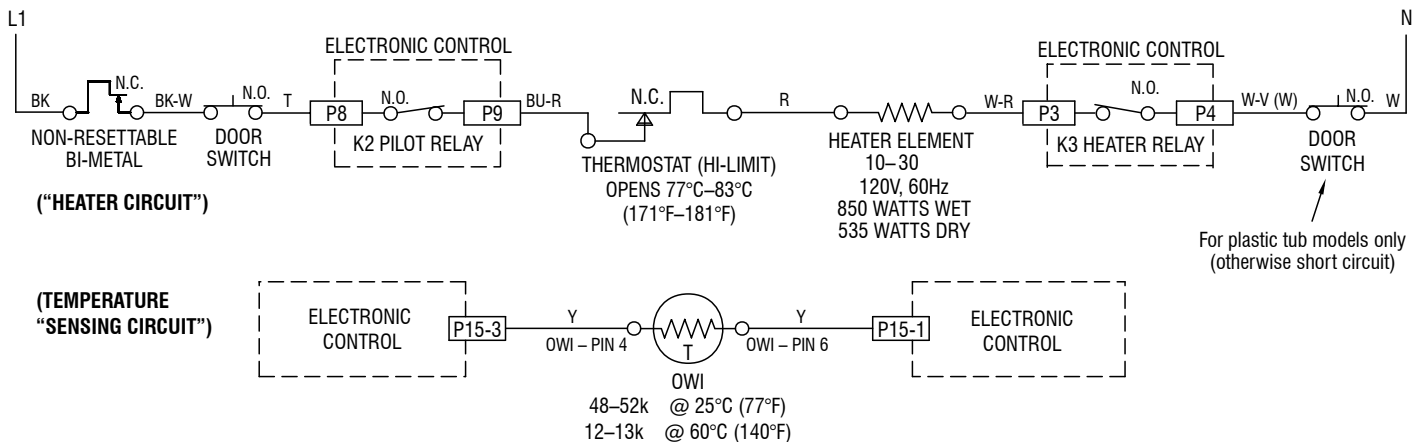 L1
N
ELECTRONIC CONTROL
ELECTRONIC CONTROL
BK
N.C.
BK-W
N.O.
T
P8
N.O.
P9
BU-R
N.C.
R
W-R
P3
N.O.
P4
W-V (W)
N.O.
W
NON-RESETTABLE
BI-METAL
DOOR
SWITCH
K2 PILOT RELAY
THERMOSTAT (HI-LIMIT)
OPENS 77°C–83°C
(171°F–181°F)
HEATER ELEMENT
10–30
120V, 60Hz
850 WATTS WET
535 WATTS DRY
K3 HEATER RELAY
DOOR
SWITCH
(“HEATER CIRCUIT”)
For plastic tub models only
(otherwise short circuit)
(TEMPERATURE
“SENSING CIRCUIT”)
ELECTRONIC
CONTROL
P15-3
Y
OWI – PIN 4
T
Y
OWI – PIN 6
P15-1
ELECTRONIC
CONTROL
OWI
48–52k @ 25°C (77°F)
12–13k @ 60°C (140°F)